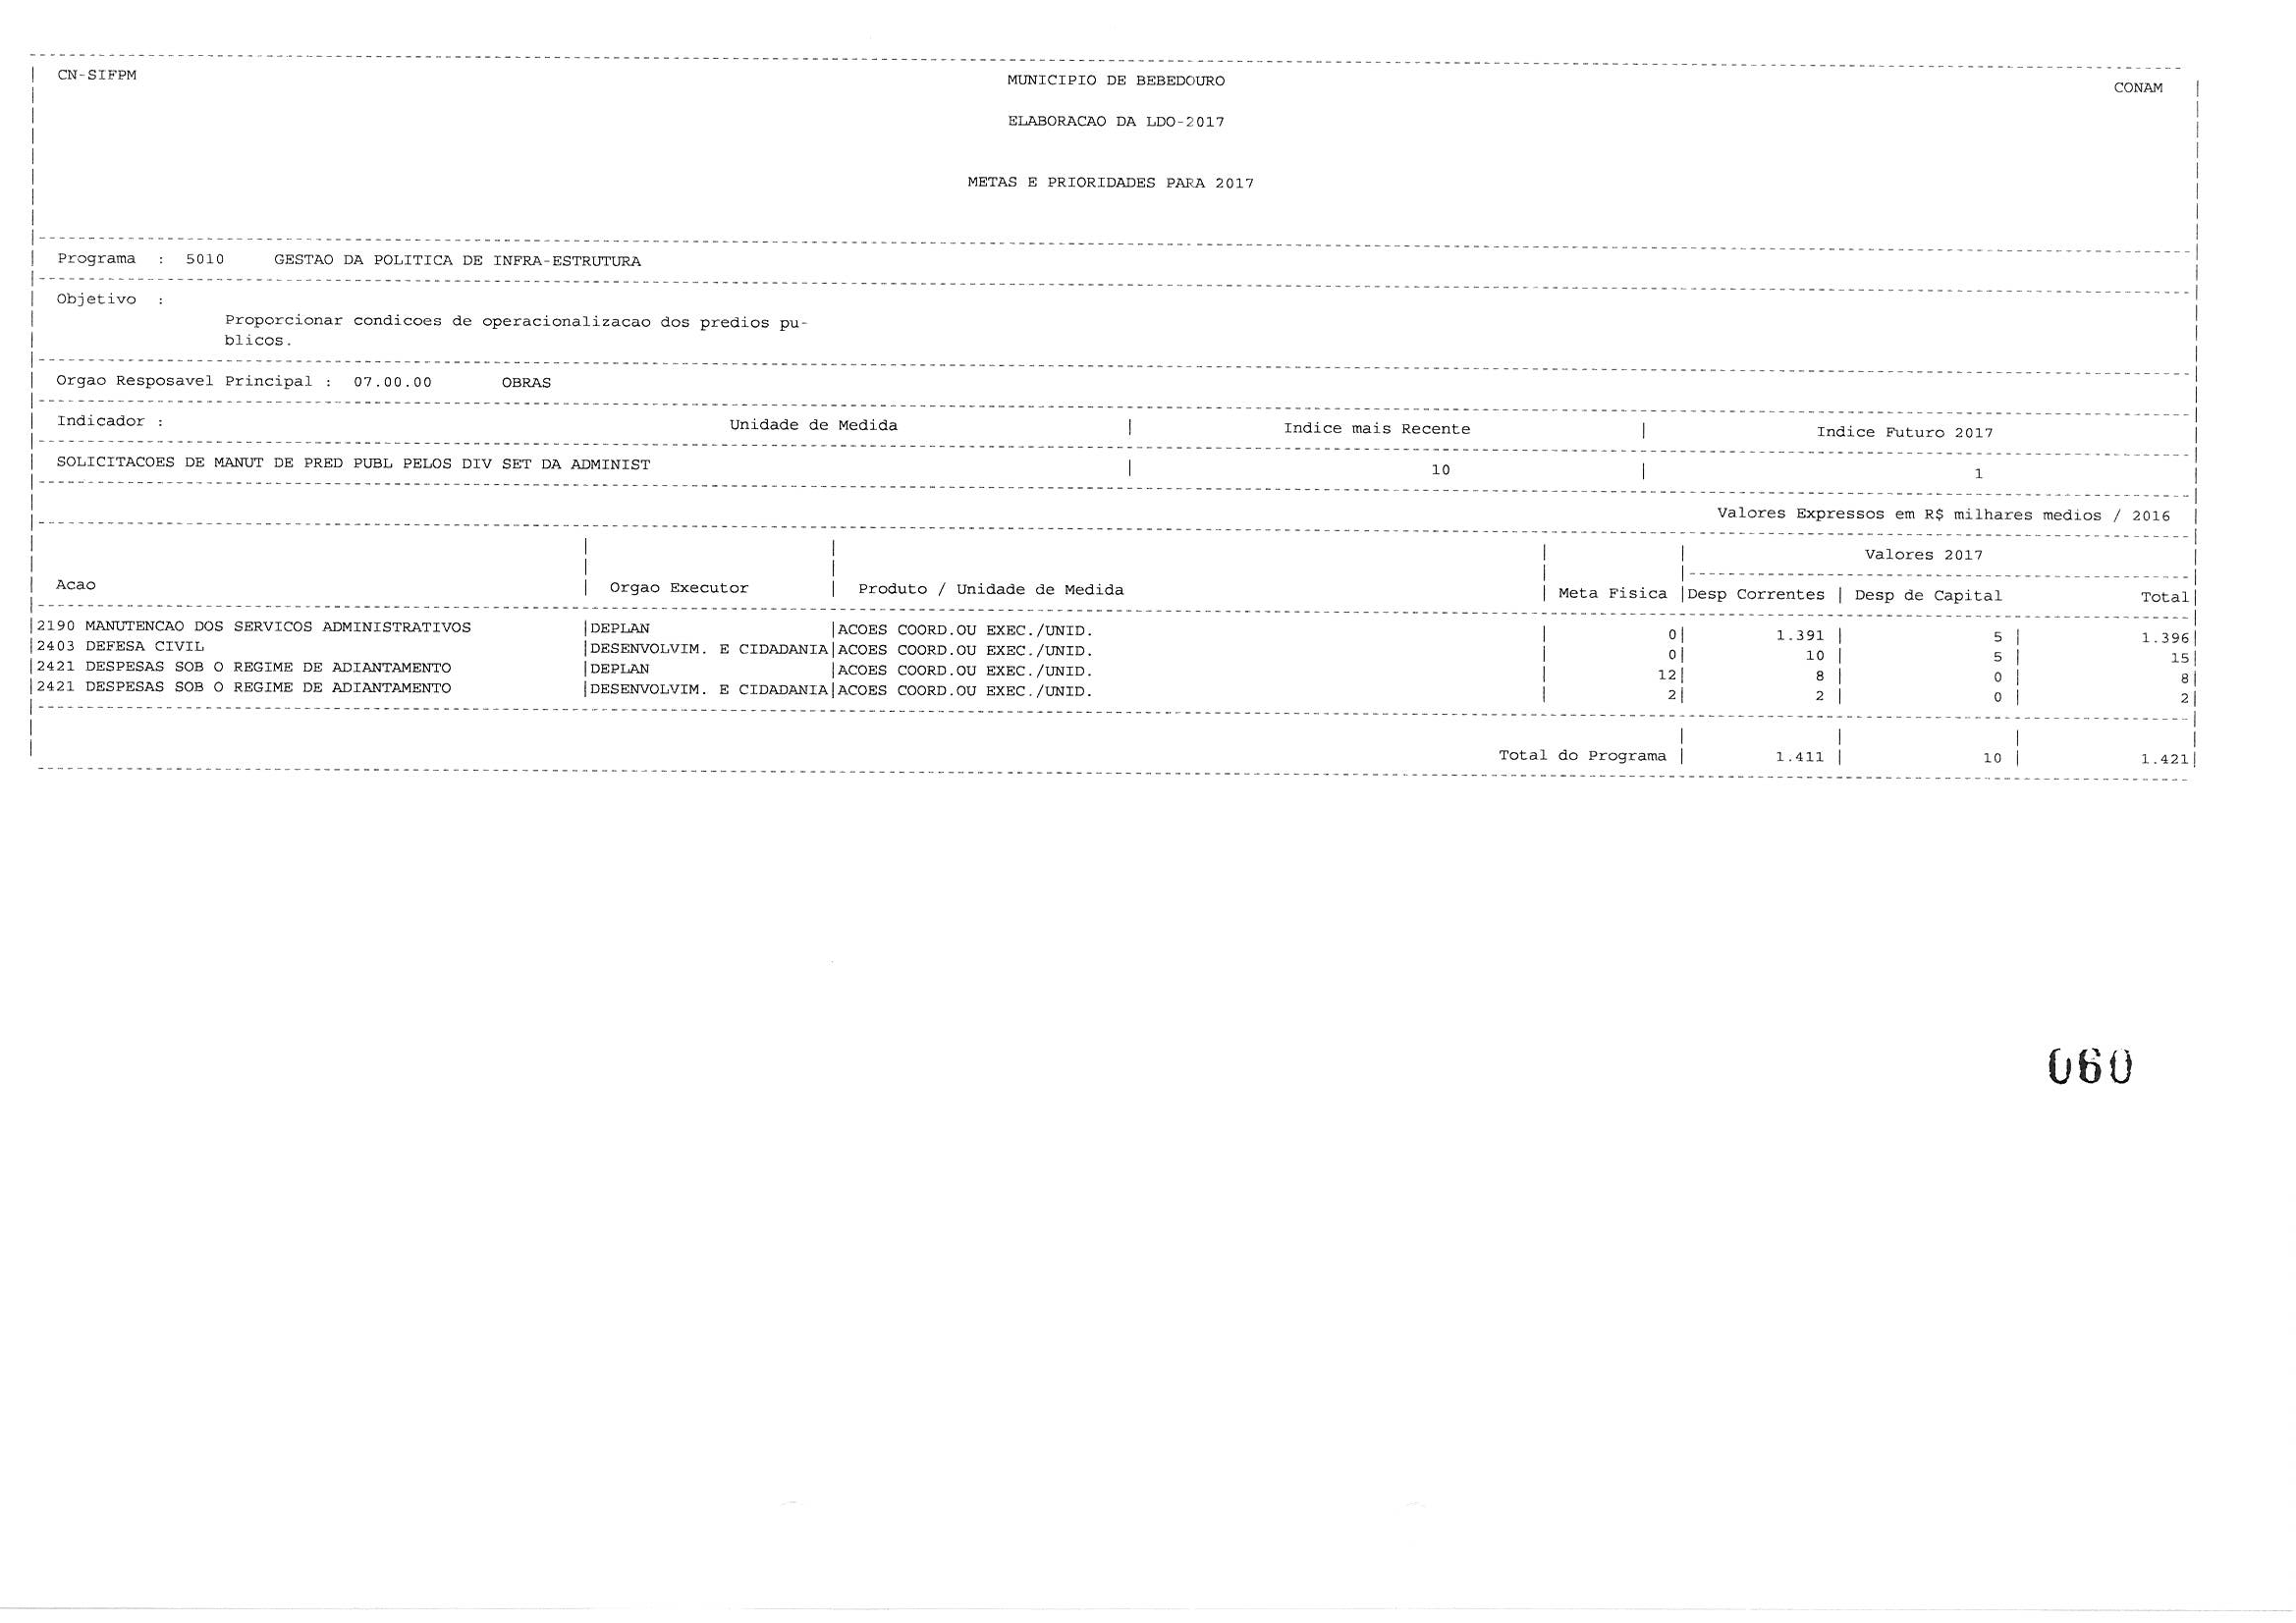 CN-SIFPM MUNICIPIO DE BEBEDOURO CONAM
ELABORACAO DA LDO-2017
METAS E PRIORIDADES PARA 2017
Programa : 5010 GESTAO DA POLITICA DE INFRA-ESTRUTURA
Objetivo :
Proporcionar condicoes de operacionalizacao dos predios pu-
blicos.
Orgao Resposavel Principal : 07.00.00 OBRAS
Indicador : Unidade de Medida | Indice mais Recente | Indice Futuro 2017
SOLICITACOES DE MANUT DE PRED PUBL PELOS DIV SET DA ADMINIST | 10 | 1
Valores Expressos em R$ milhares medios / 2016
Valores 2017
Acao | Orgao Executor | Produto / Unidade de Medida | Meta Fisica | Desp Correntes | Desp de Capital Total
2190 MANUTENCAO DOS SERVICOS ADMINISTRATIVOS |DEPLAN |ACOES COORD.OU EXEC./UNID. | 0| 1.391 | 5 | 1.396|
2403 DEFESA CIVIL |DESENVOLVIM. E CIDADANIA|ACOES COORD.OU EXEC./UNID. | 0| 10 | 5 | 15|
2421 DESPESAS SOB O REGIME DE ADIANTAMENTO |DEPLAN |ACOES COORD.OU EXEC./UNID. | 12| 8 | 0 | 8|
2421 DESPESAS SOB O REGIME DE ADIANTAMENTO |DESENVOLVIM. E CIDADANIA|ACOES COORD.OU EXEC./UNID. | 2| 2 | 0 | 2|
Total do Programa | 1.411 | 10 | 1.421|
060